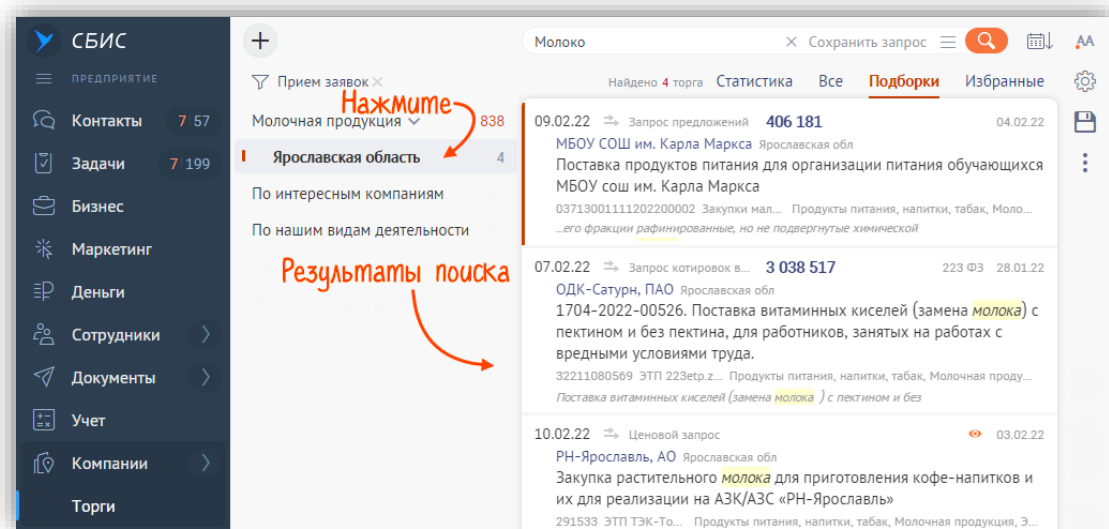 СБИС
ПРЕДПРИЯТИЕ
Контакты 7 57
Задачи 7 199
Бизнес
Маркетинг
Деньги
Сотрудники
Документы
Учет
Компании
Торги
+
Прием заявок ×
Нажмите
Молочная продукция 838
Ярославская область 4
По интересным компаниям
По нашим видам деятельности
Результаты поиска
Молоко × Сохранить запрос
АА
Найдено 4 торга Статистика Все Подборки Избранные
09.02.22 Запрос предложений 406 181 04.02.22
МБОУ СОШ им. Карла Маркса Ярославская обл
Поставка продуктов питания для организации питания обучающихся
МБОУ сош им. Карла Маркса
03713001111202200002 Закупки мал... Продукты питания, напитки, табак, Моло...
...его фракции рафинированные, но не подвергнутые химической
07.02.22 Запрос котировок в... 3 038 517 223 ФЗ 28.01.22
ОДК-Сатурн, ПАО Ярославская обл
1704-2022-00526. Поставка витаминных киселей (замена молока) с
пектином и без пектина, для работников, занятых на работах с
вредными условиями труда.
32211080569 ЭТП 223etp.z... Продукты питания, напитки, табак, Молочная проду...
Поставка витаминных киселей (замена молока ) с пектином и без
10.02.22 Ценовой запрос 03.02.22
РН-Ярославль, АО Ярославская обл
Закупка растительного молока для приготовления кофе-напитков и
их для реализации на АЗК/АЗС «РН-Ярославль»
291533 ЭТП ТЭК-То... Продукты питания, напитки, табак, Молочная продукция, Э...